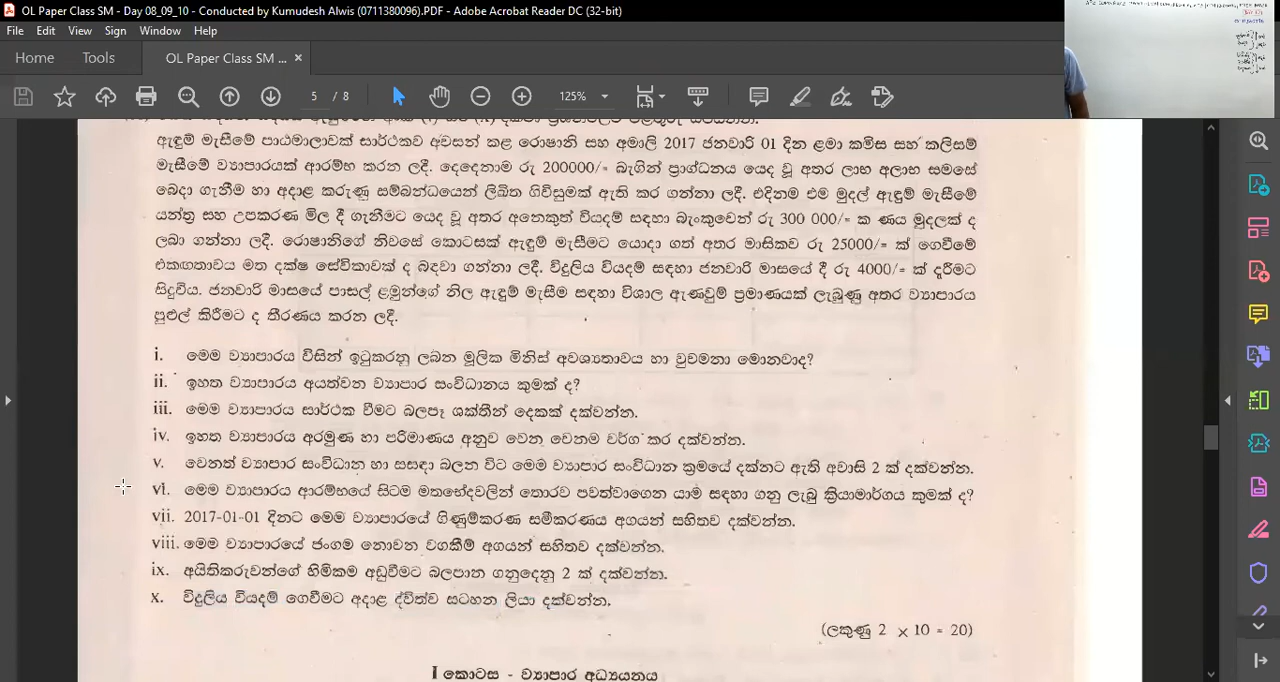 OL Paper Class SM - Day 08_09_10 - Conducted by Kumudesh Alwis (0711380096).PDF - Adobe Acrobat Reader DC (32-bit)
File Edit View Sign Window Help
Home Tools OL Paper Class SM ... ×
5 / 8 125%
ඇඳුම් මැසීමේ පාඨමාලාවක් සාර්ථකව අවසන් කළ රොෂානි සහ අමාලි 2017 ජනවාරි 01 දින ළමා කමිස සහ කලිසම්
මැසීමේ ව්‍යාපාරයක් ආරම්භ කරන ලදී. දෙදෙනාම රු 200000/= බැගින් ප්‍රාග්ධනය යෙද වූ අතර ලාභ අලාභ සමසේ
බෙදා ගැනීම හා අදාළ කරුණු සම්බන්ධයෙන් ලිඛිත ගිවිසුමක් ඇති කර ගන්නා ලදී. එදිනම එම මුදල් ඇඳුම් මැසීමේ
යන්ත්‍ර සහ උපකරණ මිල දී ගැනීමට යෙද වූ අතර අනෙකුත් වියදම් සඳහා බැංකුවෙන් රු 300 000/= ක ණය මුදලක් ද
ලබා ගන්නා ලදී. රොෂානිගේ නිවසේ කොටසක් ඇඳුම් මැසීමට යොදා ගත් අතර මාසිකව රු 25000/= ක් ගෙවීමේ
එකඟතාවය මත දක්ෂ සේවිකාවක් ද බඳවා ගන්නා ලදී. විදුලිය වියදම් සඳහා ජනවාරි මාසයේ දී රු 4000/= ක් දැරීමට
සිදුවිය. ජනවාරි මාසයේ පාසල් ළමුන්ගේ නිල ඇඳුම් මැසීම සඳහා විශාල ඇණවුම් ප්‍රමාණයක් ලැබුණු අතර ව්‍යාපාරය
පුළුල් කිරීමට ද තීරණය කරන ලදී.
i. මෙම ව්‍යාපාරය විසින් ඉටුකරනු ලබන මූලික මිනිස් අවශ්‍යතාවය හා වුවමනා මොනවාද?
ii. ඉහත ව්‍යාපාරය අයත්වන ව්‍යාපාර සංවිධානය කුමක් ද?
iii. මෙම ව්‍යාපාරය සාර්ථක වීමට බලපෑ ශක්තීන් දෙකක් දක්වන්න.
iv. ඉහත ව්‍යාපාරය අරමුණ හා පරිමාණය අනුව වෙන වෙනම වර්ග කර දක්වන්න.
v. වෙනත් ව්‍යාපාර සංවිධාන හා සසඳා බලන විට මෙම ව්‍යාපාර සංවිධාන ක්‍රමයේ දක්නට ඇති අවාසි 2 ක් දක්වන්න.
vi. මෙම ව්‍යාපාරය ආරම්භයේ සිටම මතභේදවලින් තොරව පවත්වාගෙන යාම සඳහා ගනු ලැබූ ක්‍රියාමාර්ගය කුමක් ද?
vii. 2017-01-01 දිනට මෙම ව්‍යාපාරයේ ගිණුම්කරණ සමීකරණය අගයන් සහිතව දක්වන්න.
viii. මෙම ව්‍යාපාරයේ ජංගම නොවන වගකීම් අගයන් සහිතව දක්වන්න.
ix. අයිතිකරුවන්ගේ හිමිකම අඩුවීමට බලපාන ගනුදෙනු 2 ක් දක්වන්න.
x. විදුලිය වියදම් ගෙවීමට අදාළ ද්විත්ව සටහන ලියා දක්වන්න.
(ලකුණු 2 × 10 = 20)
I කොටස - ව්‍යාපාර අධ්‍යයනය